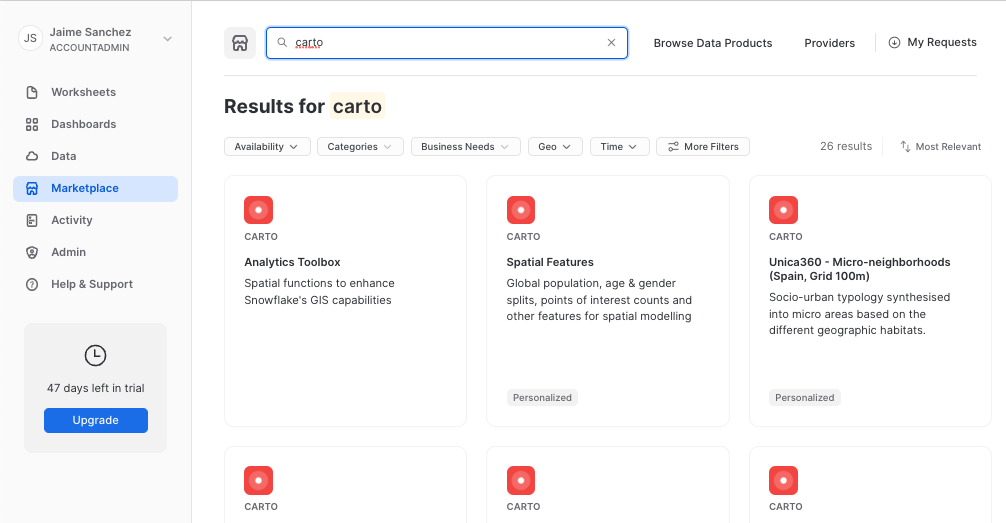 JS
Jaime Sanchez
ACCOUNTADMIN
Worksheets
Dashboards
Data
Marketplace
Activity
Admin
Help & Support
47 days left in trial
Upgrade
carto
Browse Data Products
Providers
My Requests
Results for carto
Availability
Categories
Business Needs
Geo
Time
More Filters
26 results
Most Relevant
CARTO
Analytics Toolbox
Spatial functions to enhance
Snowflake's GIS capabilities
CARTO
Spatial Features
Global population, age & gender
splits, points of interest counts and
other features for spatial modelling
Personalized
CARTO
Unica360 - Micro-neighborhoods
(Spain, Grid 100m)
Socio-urban typology synthesised
into micro areas based on the
different geographic habitats.
Personalized
CARTO
CARTO
CARTO